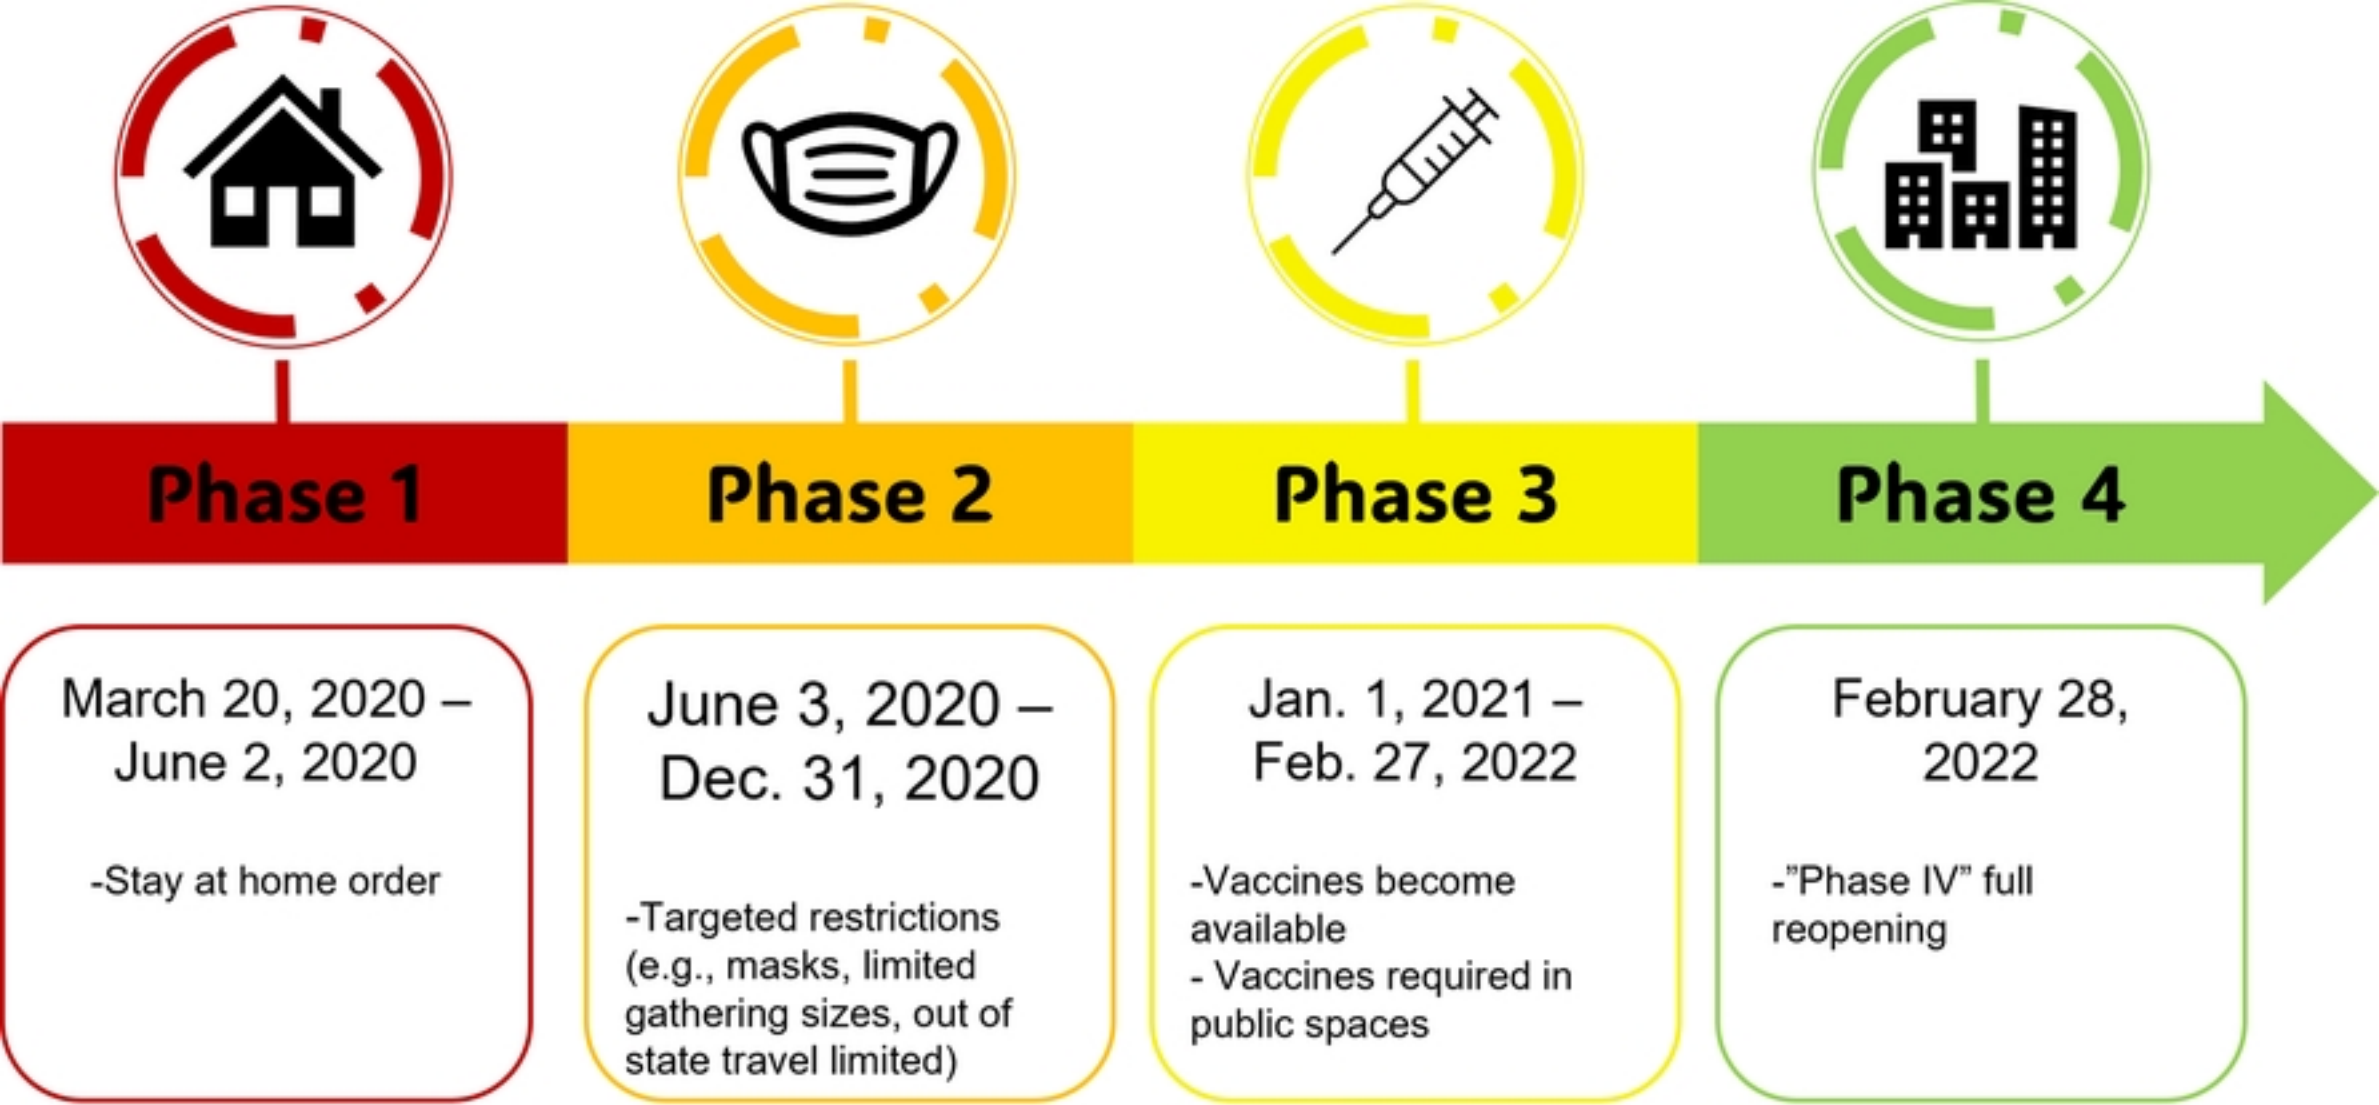 Phase 1
Phase 2
Phase 3
Phase 4
March 20, 2020 –
June 2, 2020
-Stay at home order
June 3, 2020 –
Dec. 31, 2020
-Targeted restrictions
(e.g., masks, limited
gathering sizes, out of
state travel limited)
Jan. 1, 2021 –
Feb. 27, 2022
-Vaccines become
available
- Vaccines required in
public spaces
February 28,
2022
-”Phase IV” full
reopening